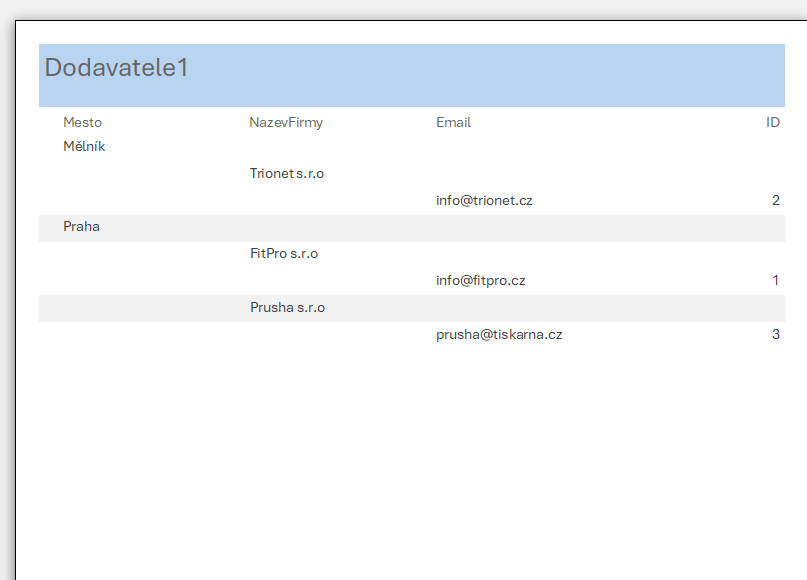 Dodavatele1
Mesto NazevFirmy Email ID
Mělník
Trionet s.r.o
info@trionet.cz 2
Praha
FitPro s.r.o
info@fitpro.cz 1
Prusha s.r.o
prusha@tiskarna.cz 3